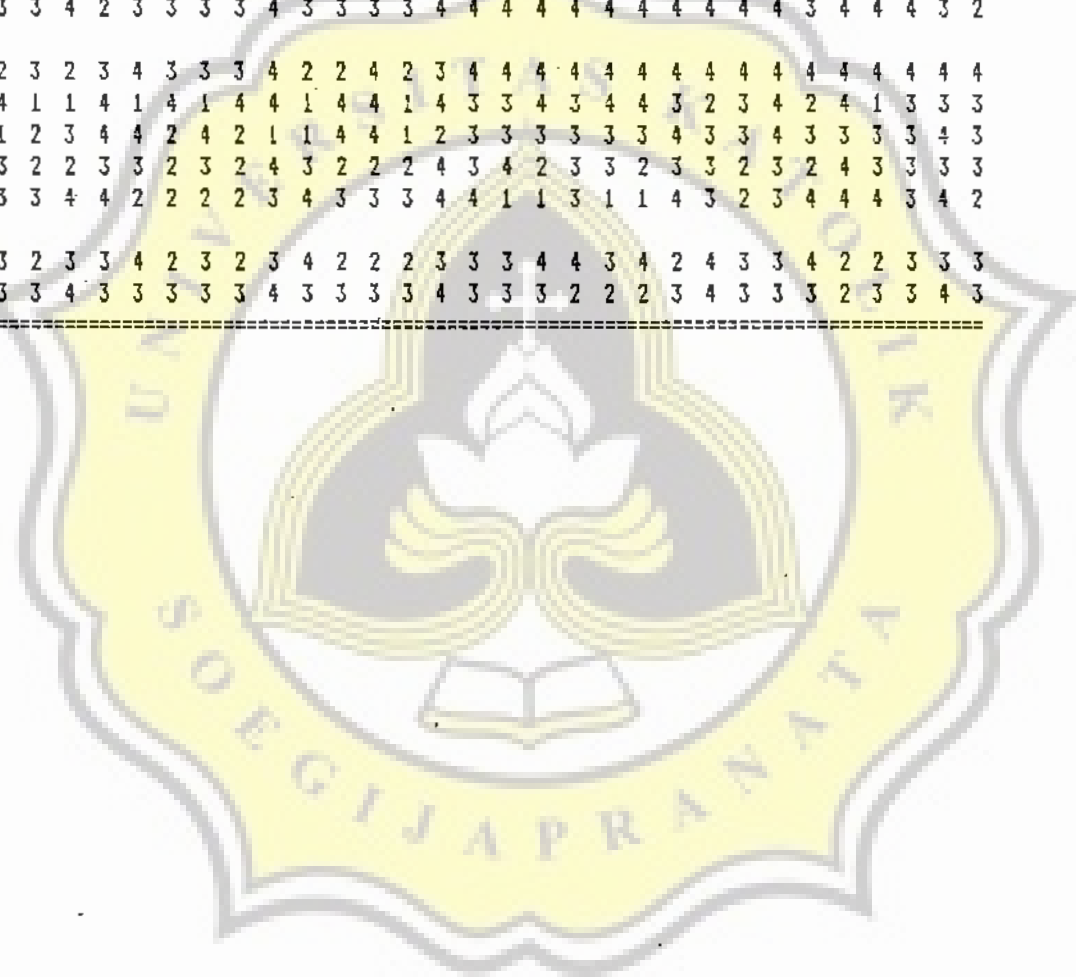 3 3 4 2 3 3 3 3 4 3 3 3 3 4 4 4 4 4 4 4 4 4 4 4 3 4 4 4 3 2
2 3 2 3 4 3 3 3 4 2 2 4 2 3 4 4 4 4 4 4 4 4 4 4 4 4 4 4 4 4
4 1 1 4 1 4 1 4 4 1 4 4 1 4 3 3 4 3 4 4 3 2 3 4 2 4 1 3 3 3
1 2 3 4 4 2 4 2 1 1 4 4 1 2 3 3 3 3 3 3 4 3 3 4 3 3 3 3 4 3
3 2 2 3 3 2 3 2 4 3 2 2 2 4 3 4 2 3 3 2 3 3 2 3 2 4 3 3 3 3
3 3 4 4 2 2 2 2 3 4 3 3 3 4 4 1 1 3 1 1 4 3 2 3 4 4 4 3 4 2
3 2 3 3 4 2 3 2 3 4 2 2 2 3 3 3 4 4 3 4 2 4 3 3 4 2 2 3 3 3
3 3 4 3 3 3 3 3 4 3 3 3 3 4 3 3 3 2 2 2 3 4 3 3 3 2 3 3 4 3
UNIVERSITAS KATOLIK
SOEGIJAPRANATA